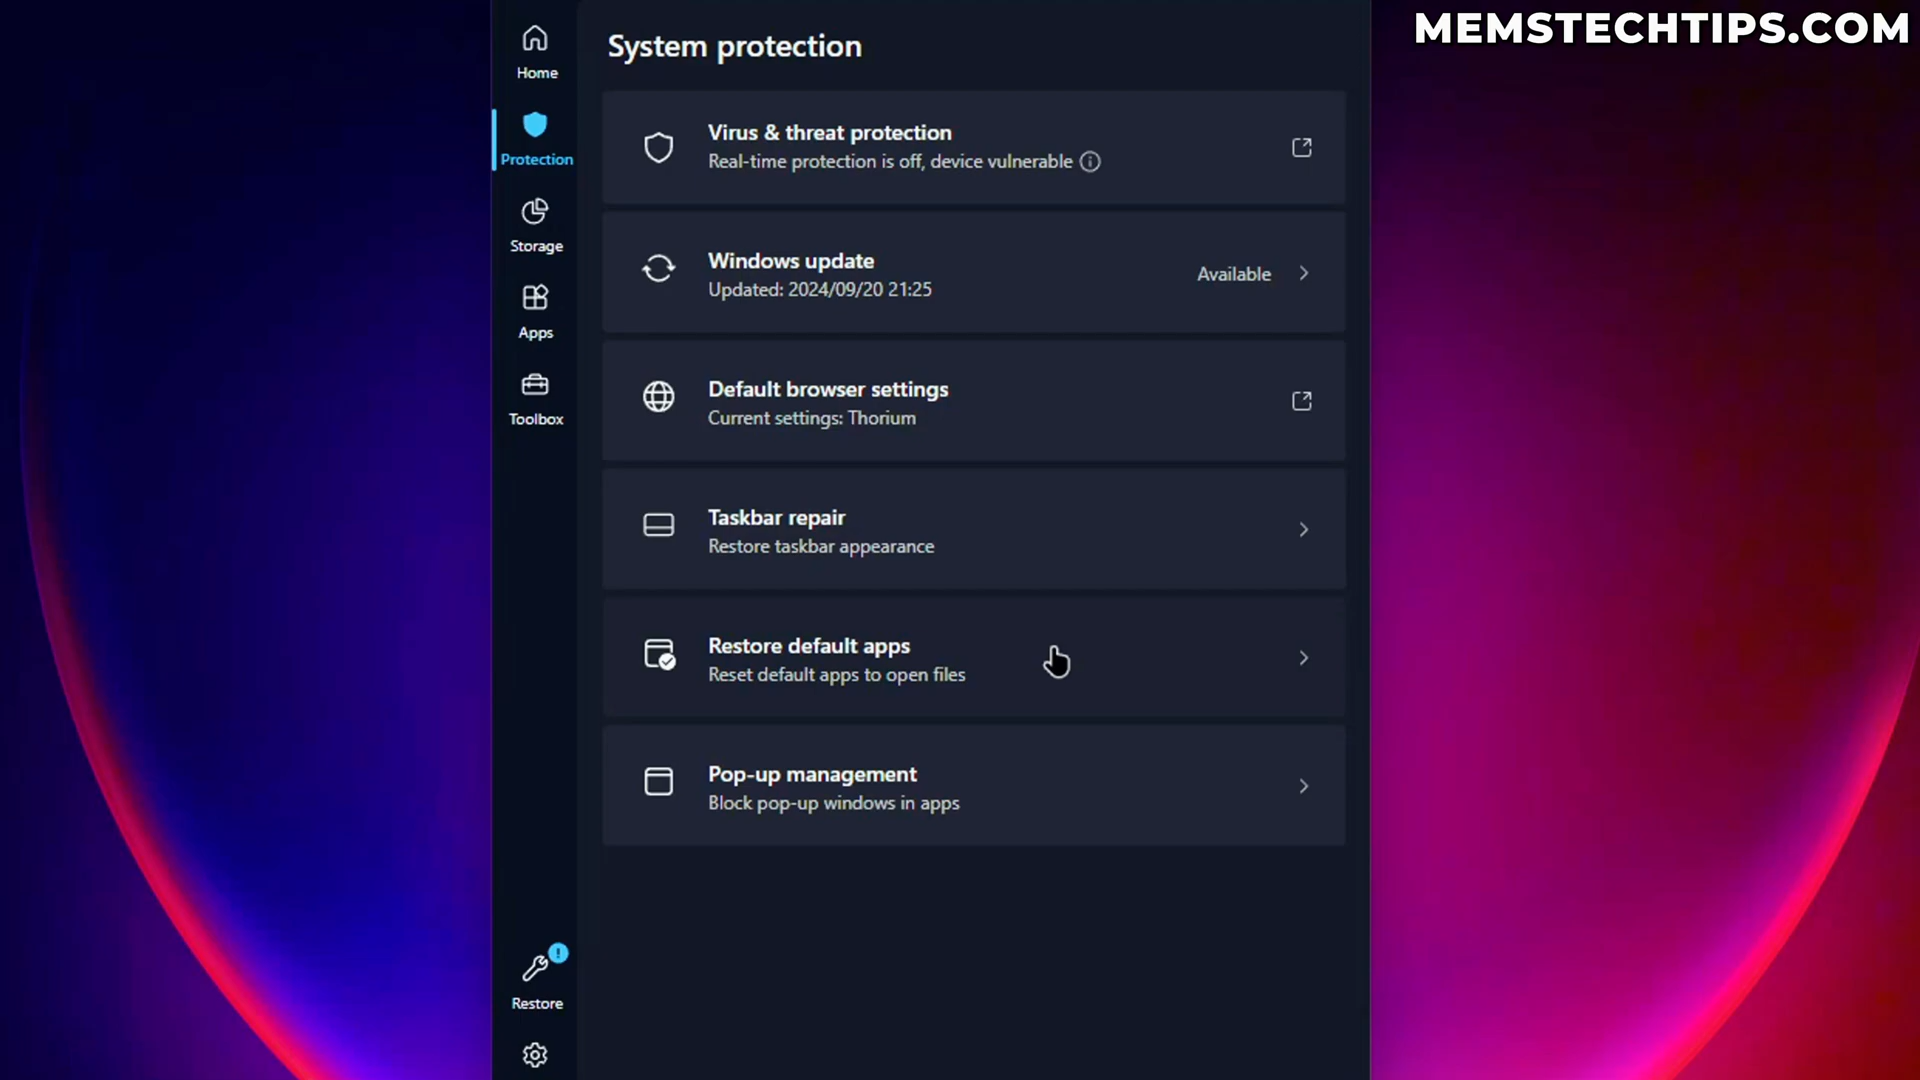 MEMSTECHTIPS.COM
Home
Protection
Storage
Apps
Toolbox
Restore
System protection
Virus & threat protection
Real-time protection is off, device vulnerable
Windows update
Updated: 2024/09/20 21:25
Available
Default browser settings
Current settings: Thorium
Taskbar repair
Restore taskbar appearance
Restore default apps
Reset default apps to open files
Pop-up management
Block pop-up windows in apps